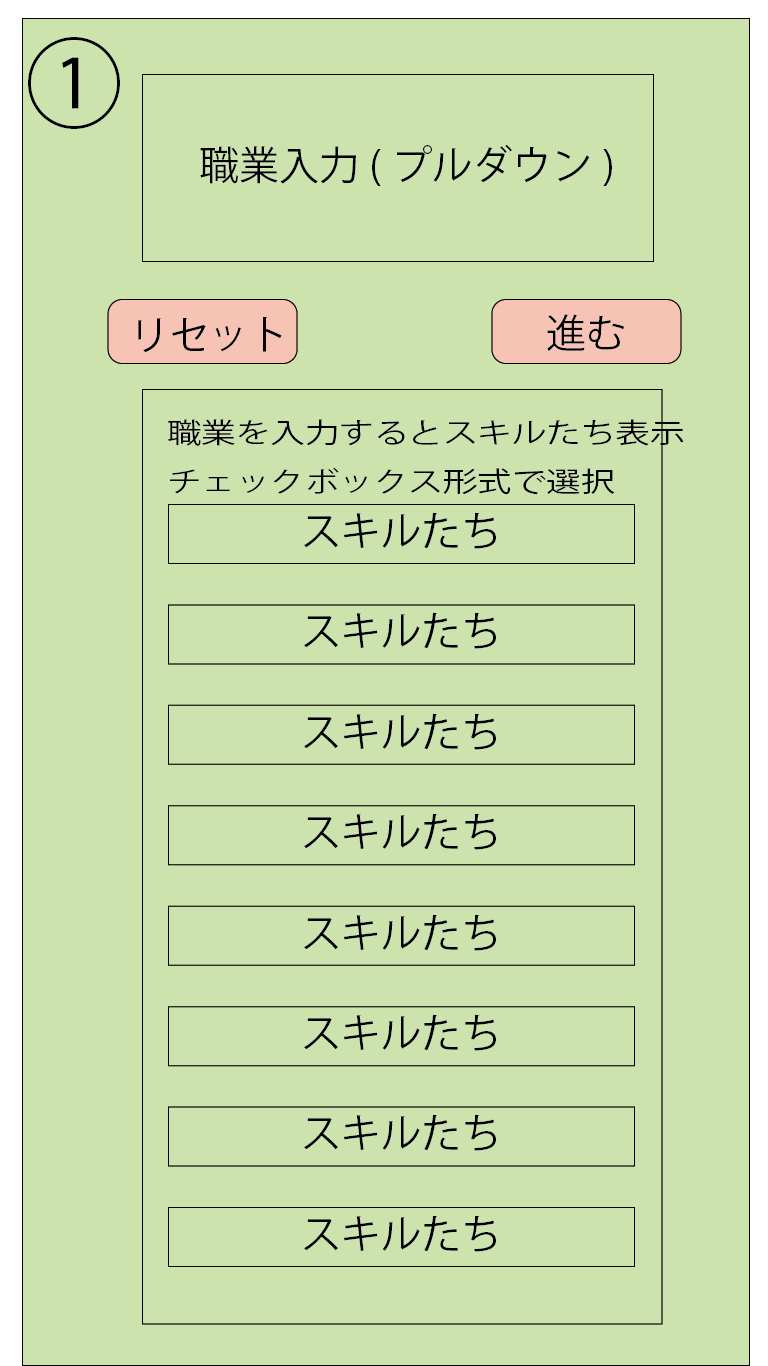 ①
職業入力(プルダウン)
リセット
進む
職業を入力するとスキルたち表示
チェックボックス形式で選択
スキルたち
スキルたち
スキルたち
スキルたち
スキルたち
スキルたち
スキルたち
スキルたち